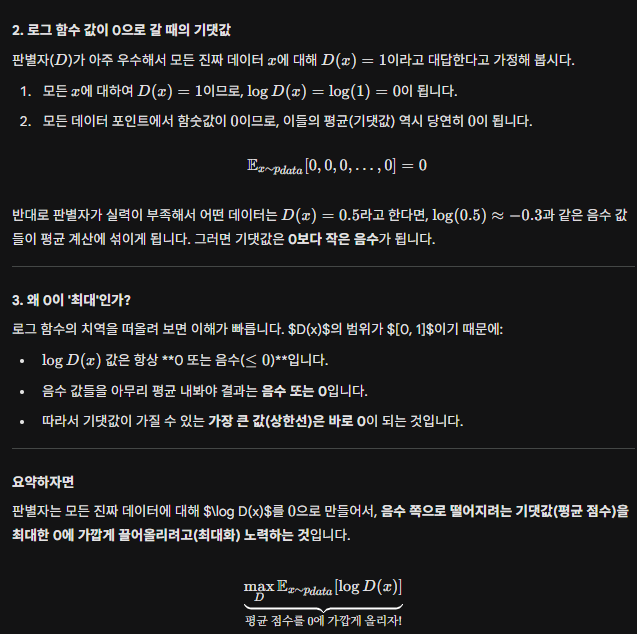 2. 로그 함수 값이 0으로 갈 때의 기댓값
판별자(D)가 아주 우수해서 모든 진짜 데이터 x에 대해 D(x) = 1이라고 대답한다고 가정해 봅시다.
1. 모든 x에 대하여 D(x) = 1이므로, log D(x) = log(1) = 0이 됩니다.
2. 모든 데이터 포인트에서 함숫값이 0이므로, 이들의 평균(기댓값) 역시 당연히 0이 됩니다.
𝔼_{x∼pdata}[0, 0, 0, …, 0] = 0
반대로 판별자가 실력이 부족해서 어떤 데이터는 D(x) = 0.5라고 한다면, log(0.5) ≈ −0.3과 같은 음수 값
들이 평균 계산에 섞이게 됩니다. 그러면 기댓값은 0보다 작은 음수가 됩니다.
3. 왜 0이 '최대'인가?
로그 함수의 치역을 떠올려 보면 이해가 빠릅니다. $D(x)$의 범위가 $[0, 1]$이기 때문에:
• log D(x) 값은 항상 **0 또는 음수(≤ 0)**입니다.
• 음수 값들을 아무리 평균 내봐야 결과는 음수 또는 0입니다.
• 따라서 기댓값이 가질 수 있는 가장 큰 값(상한선)은 바로 0이 되는 것입니다.
요약하자면
판별자는 모든 진짜 데이터에 대해 $\log D(x)$를 0으로 만들어서, 음수 쪽으로 떨어지려는 기댓값(평균 점수)을
최대한 0에 가깝게 끌어올리려고(최대화) 노력하는 것입니다.
max_D 𝔼_{x∼pdata}[log D(x)]
평균 점수를 0에 가깝게 올리자!